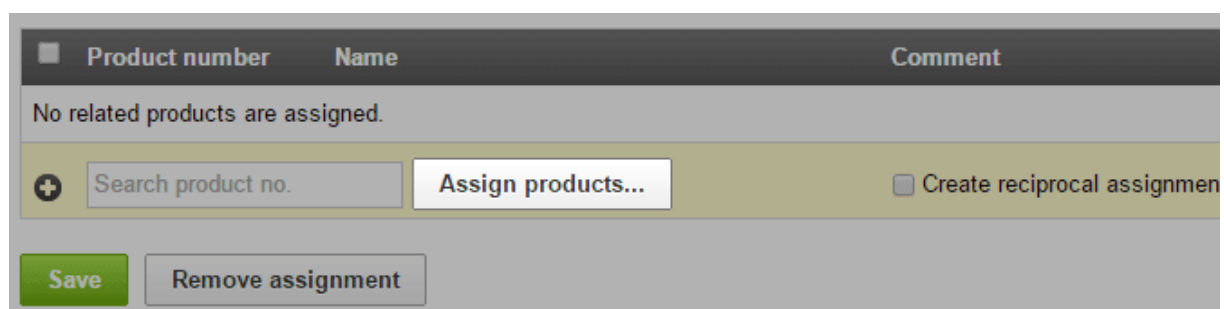 Product number Name Comment
No related products are assigned.
Search product no. Assign products... Create reciprocal assignmen
Save Remove assignment